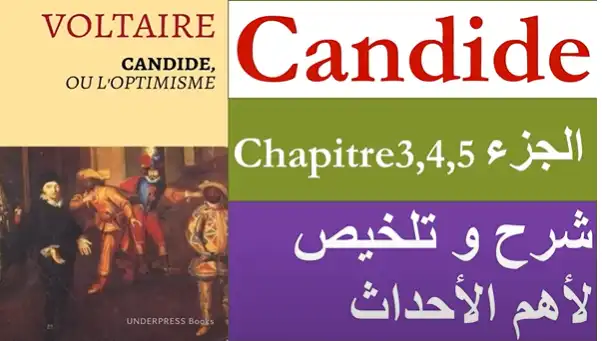 VOLTAIRE
CANDIDE,
OU L'OPTIMISME
UNDERPRESS Books
Candide
الجزء Chapitre3,4,5
شرح و تلخيص
لأهم الأحداث